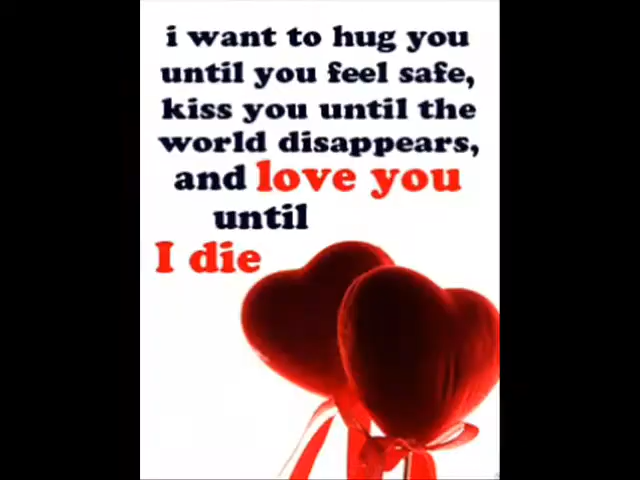 i want to hug you
until you feel safe,
kiss you until the
world disappears,
and love you
until
I die